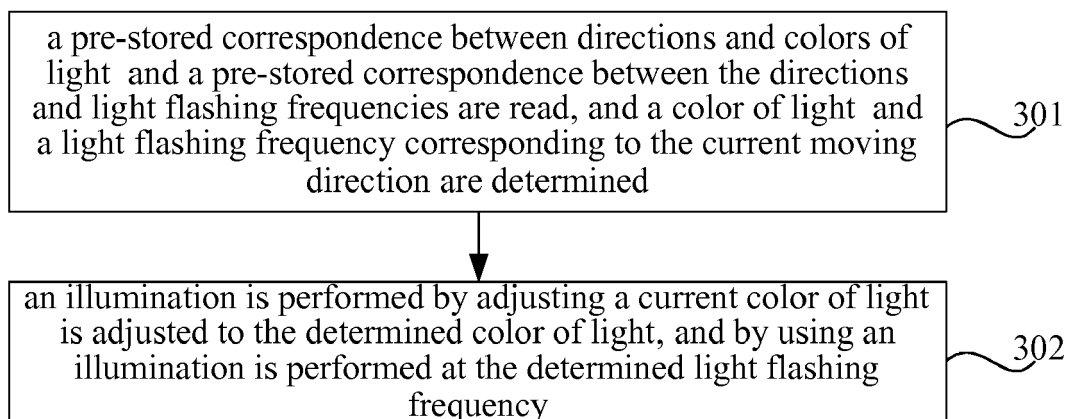 a pre-stored correspondence between directions and colors of
light and a pre-stored correspondence between the directions
and light flashing frequencies are read, and a color of light and
a light flashing frequency corresponding to the current moving
direction are determined
301
an illumination is performed by adjusting a current color of light
is adjusted to the determined color of light, and by using an
illumination is performed at the determined light flashing
frequency
302